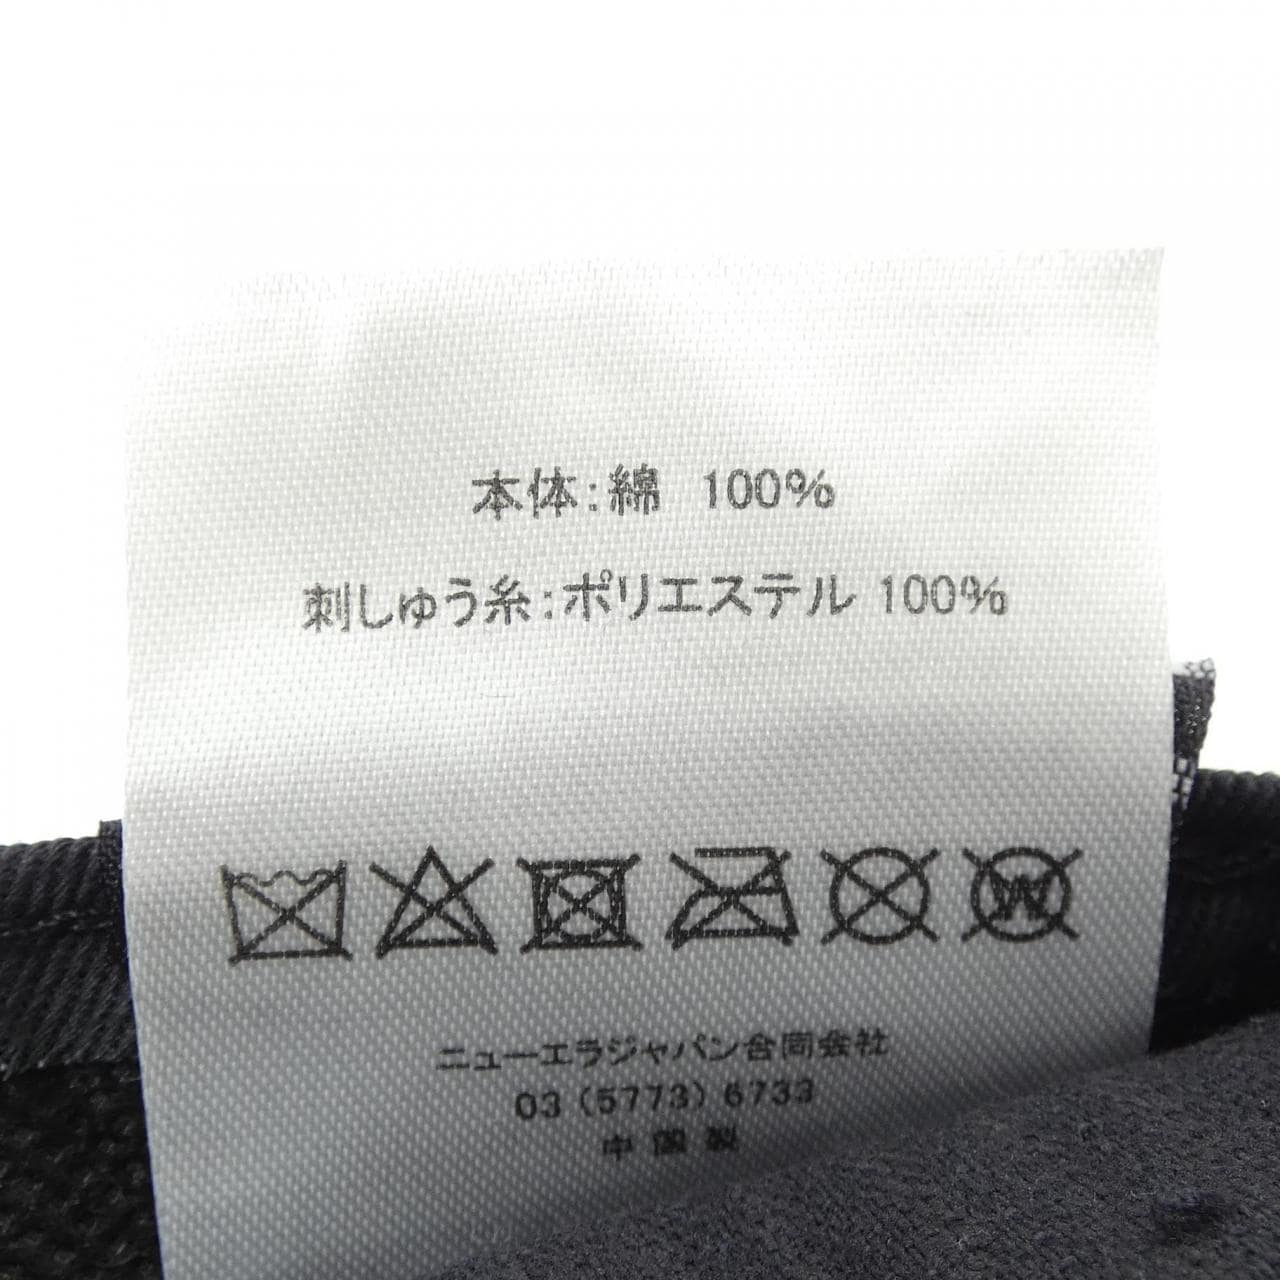 本体:綿 100%
刺しゅう糸:ポリエステル 100%
W
ニューエラジャパン合同会社
03 (5773) 6733
中国製